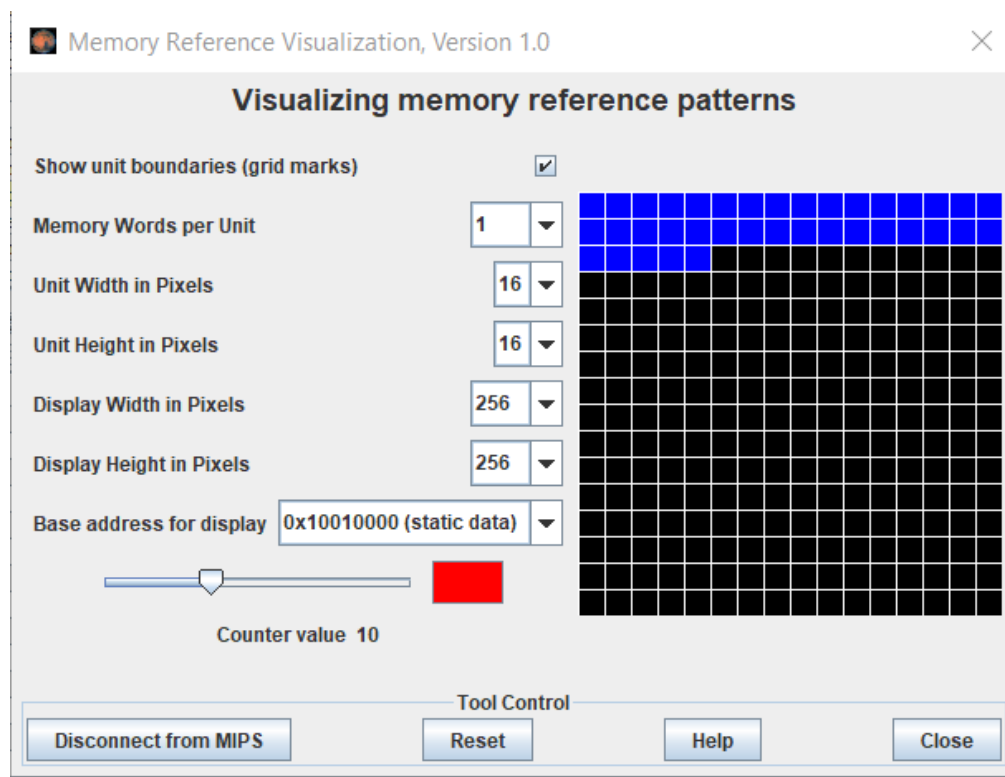 Memory Reference Visualization, Version 1.0
Visualizing memory reference patterns
Show unit boundaries (grid marks)
Memory Words per Unit 1
Unit Width in Pixels 16
Unit Height in Pixels 16
Display Width in Pixels 256
Display Height in Pixels 256
Base address for display 0x10010000 (static data)
Counter value 10
Tool Control
Disconnect from MIPS Reset Help Close